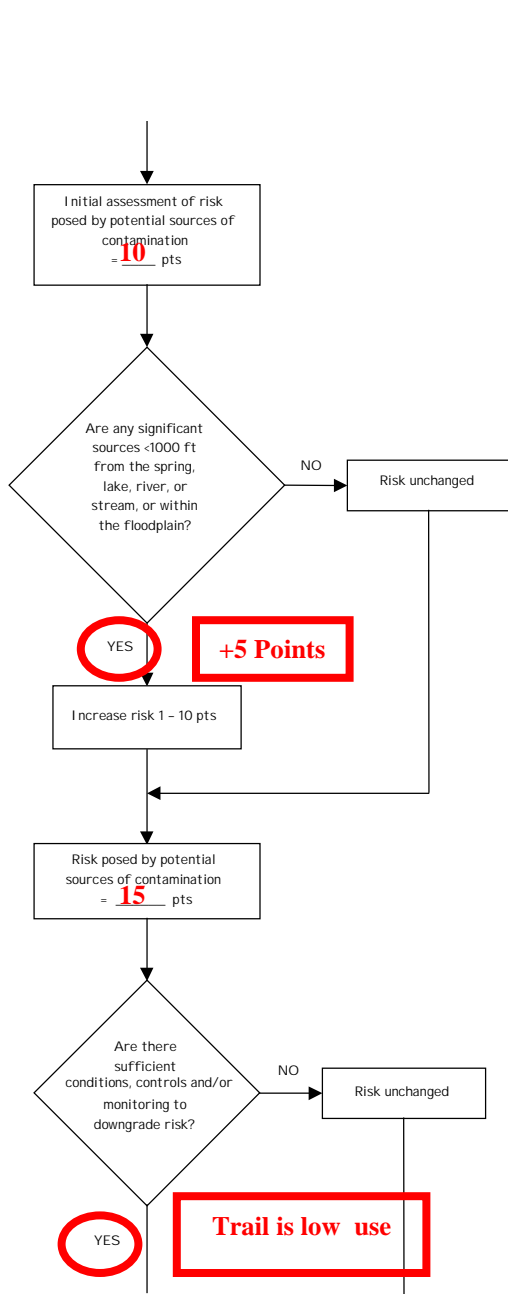 Initial assessment of risk
posed by potential sources of
contamination
= 10 pts
Are any significant
sources <1000 ft
from the spring,
lake, river, or
stream, or within
the floodplain?
NO
Risk unchanged
YES
+5 Points
Increase risk 1 – 10 pts
Risk posed by potential
sources of contamination
= 15 pts
Are there
sufficient
conditions, controls and/or
monitoring to
downgrade risk?
NO
Risk unchanged
YES
Trail is low use